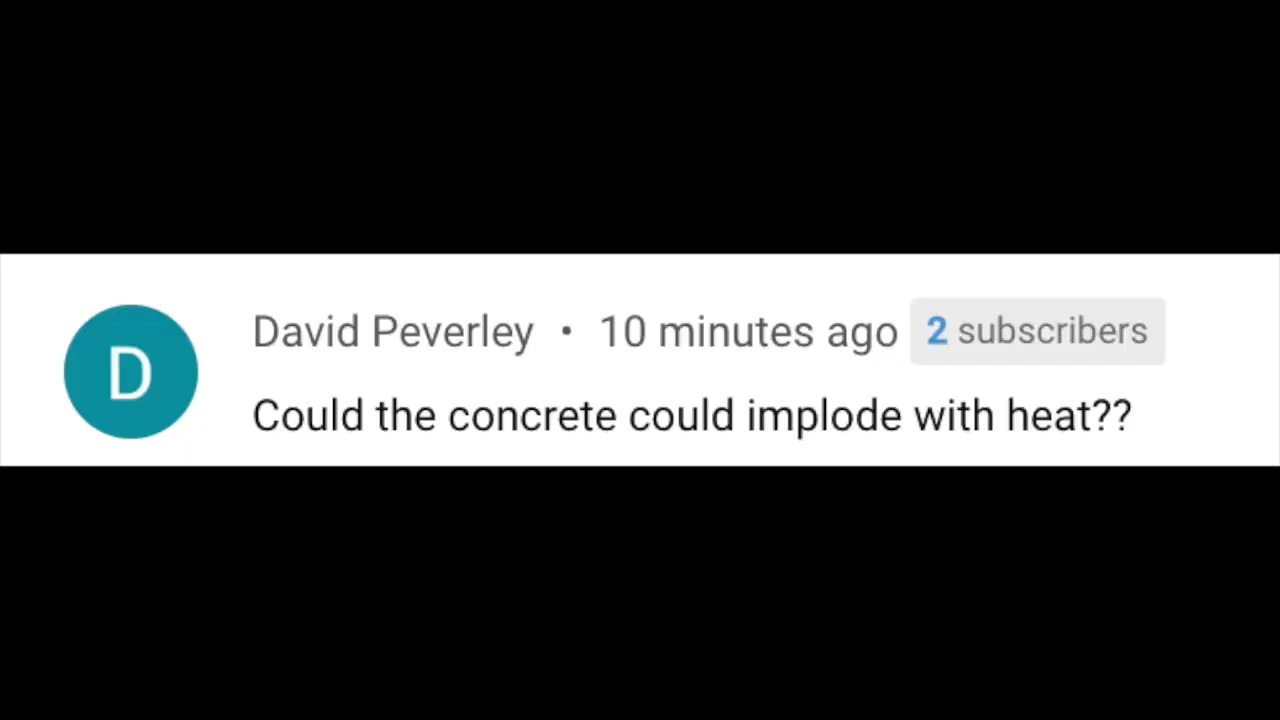 D
David Peverley • 10 minutes ago 2 subscribers
Could the concrete could implode with heat??